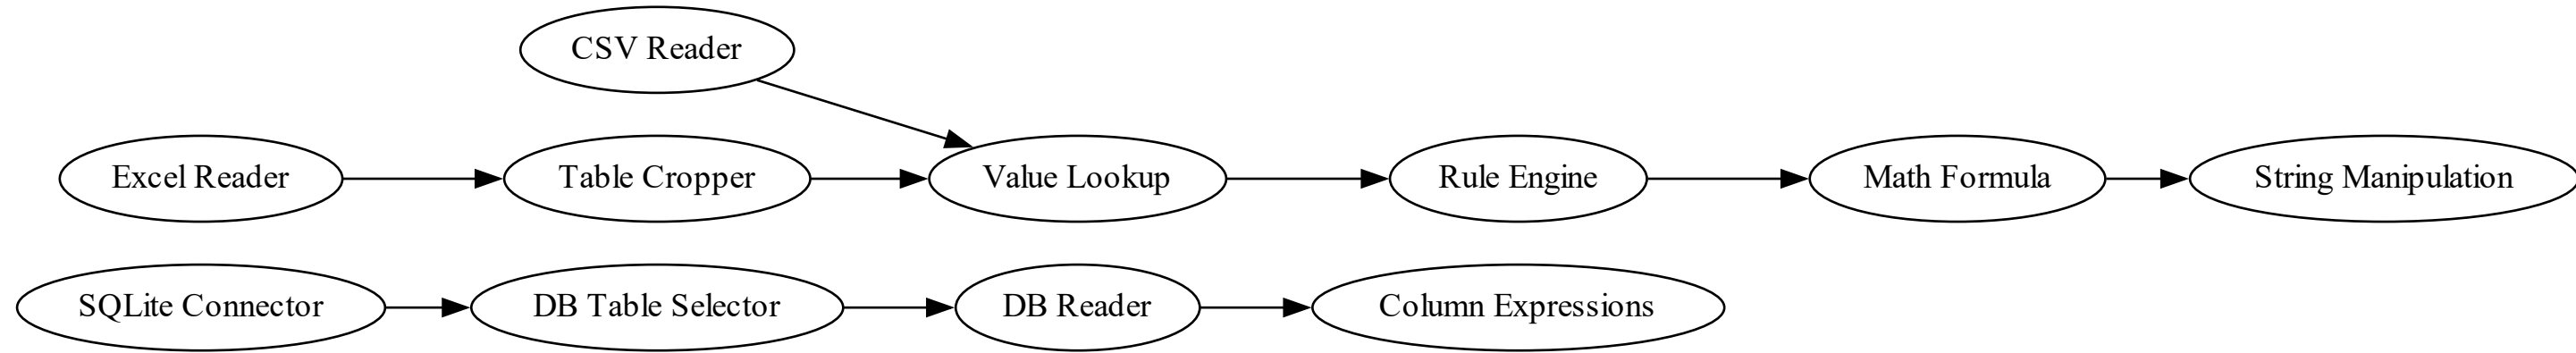 CSV Reader
Excel Reader
Table Cropper
Value Lookup
Rule Engine
Math Formula
String Manipulation
SQLite Connector
DB Table Selector
DB Reader
Column Expressions